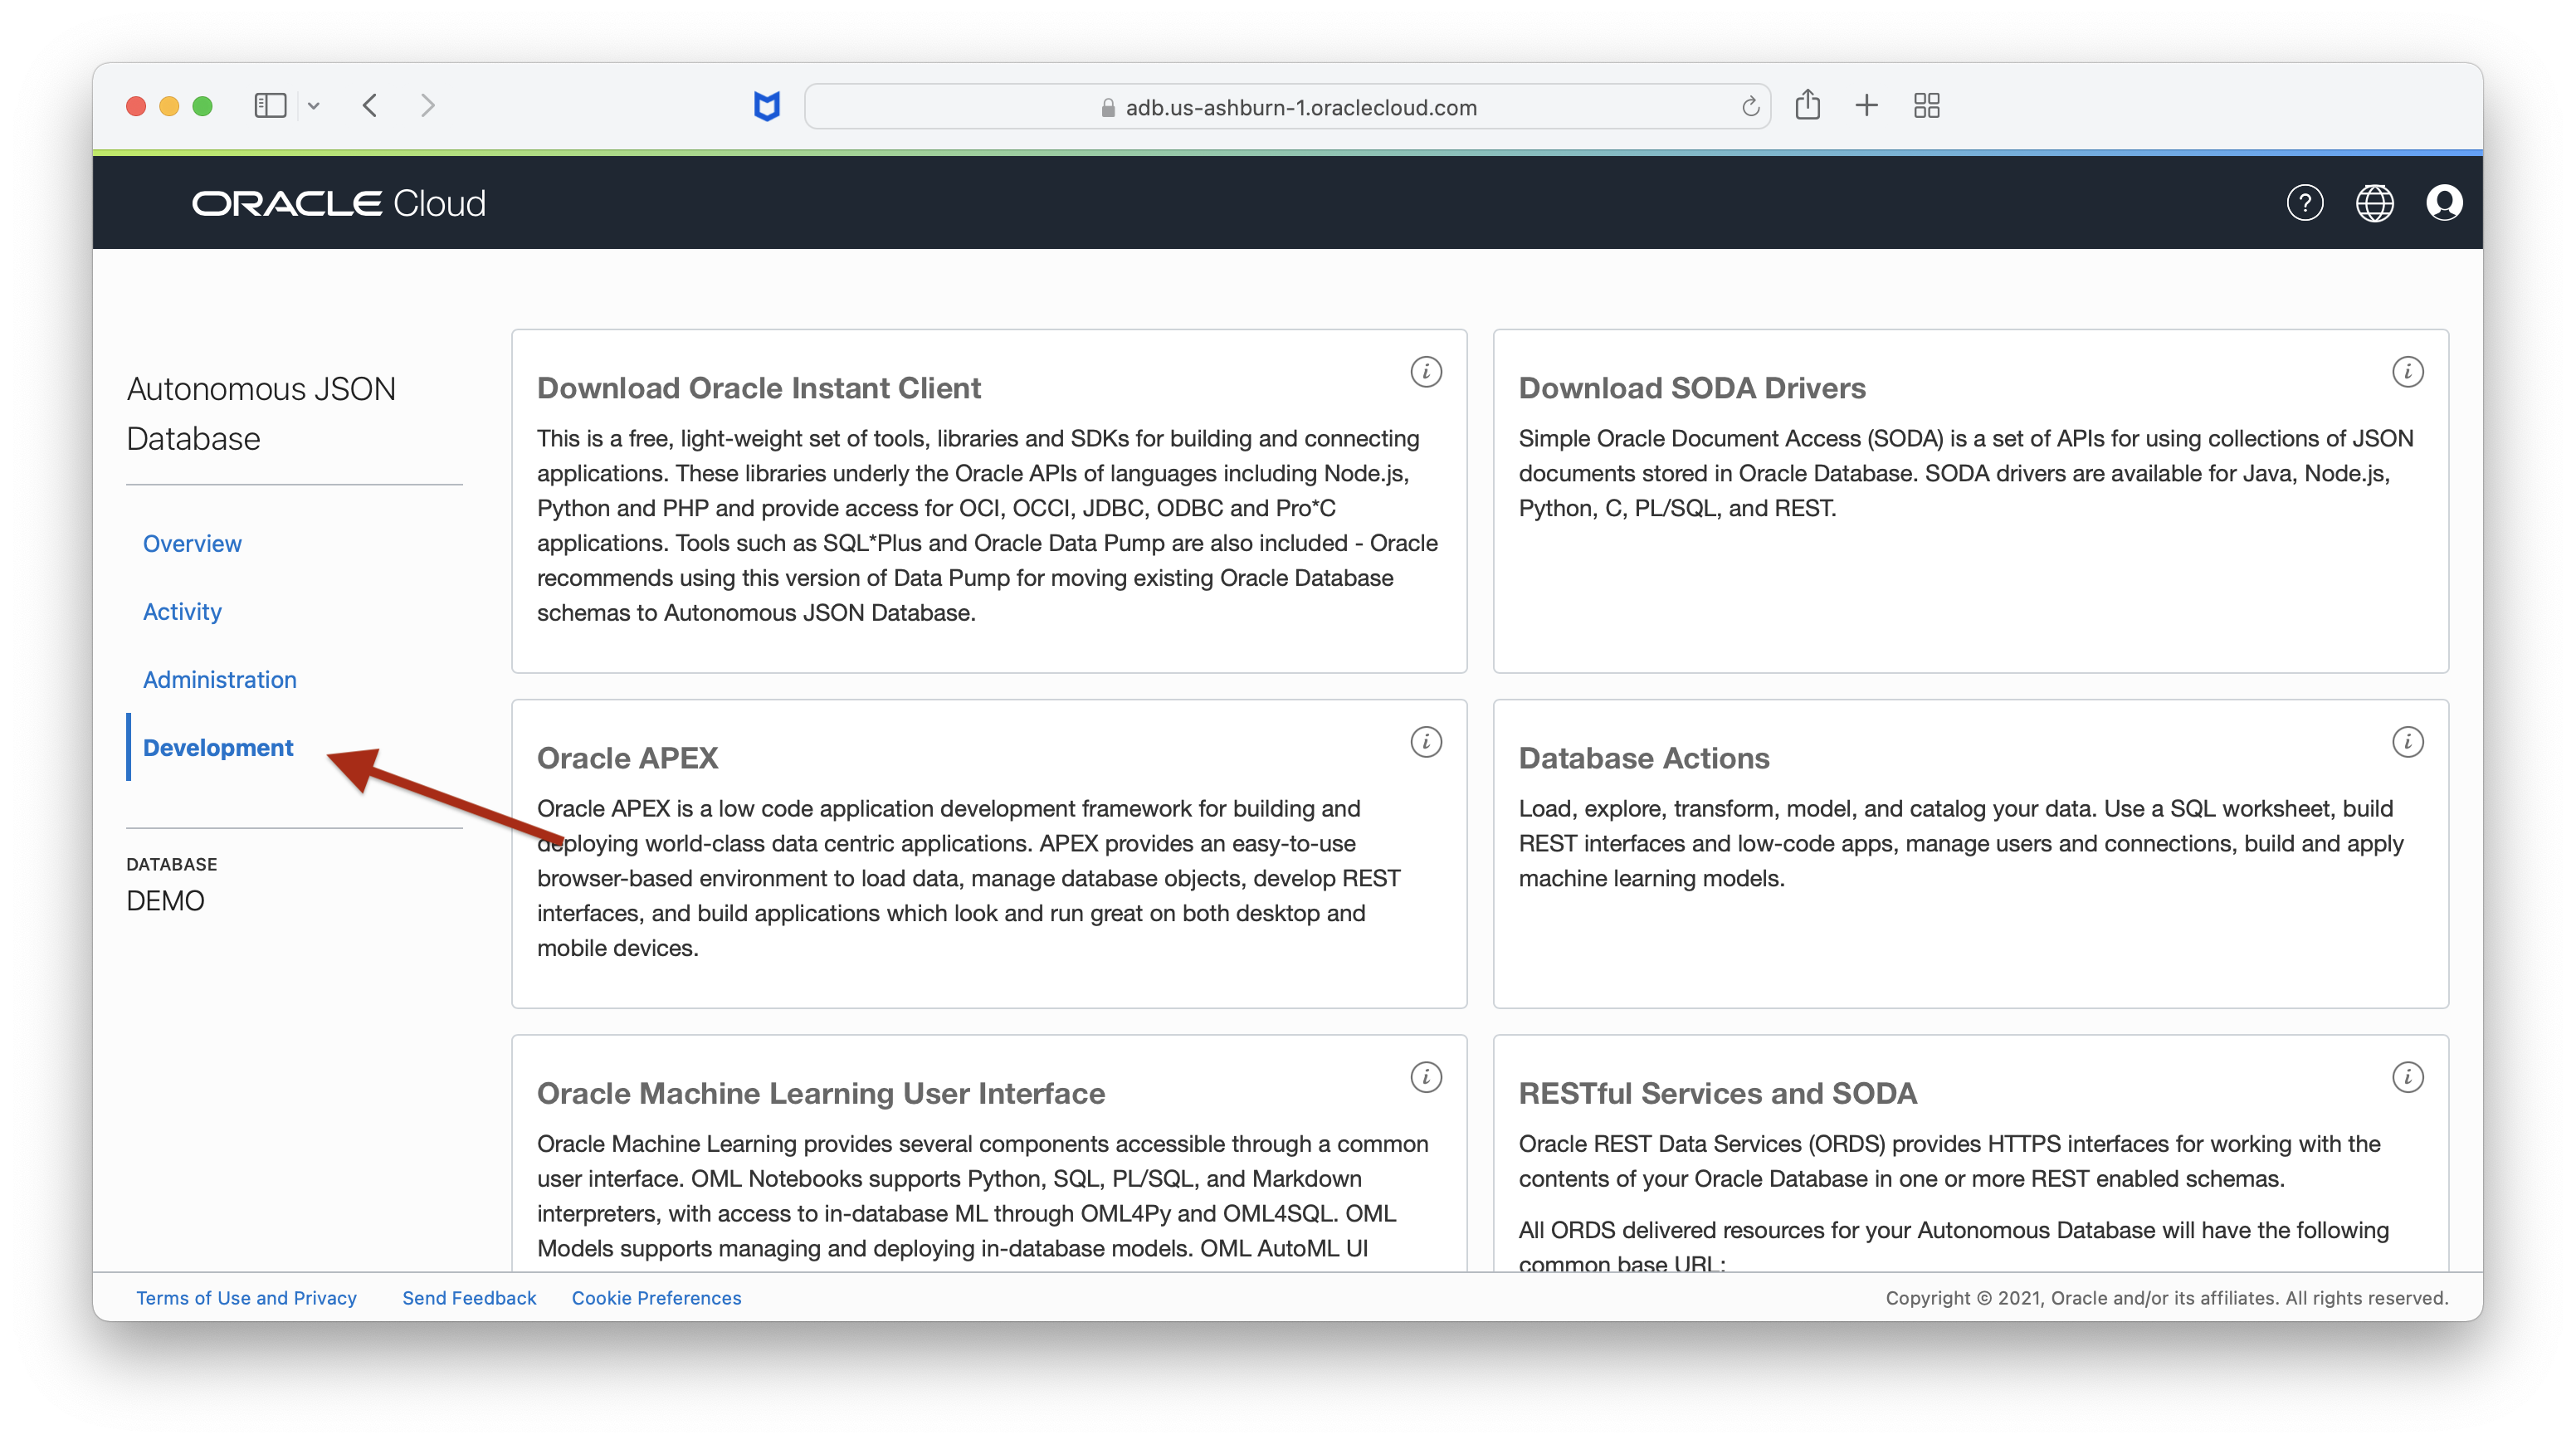 adb.us-ashburn-1.oraclecloud.com
ORACLE Cloud
?
Autonomous JSON
Database
Overview
Activity
Administration
Development
DATABASE
DEMO
Download Oracle Instant Client
i
This is a free, light-weight set of tools, libraries and SDKs for building and connecting
applications. These libraries underly the Oracle APIs of languages including Node.js,
Python and PHP and provide access for OCI, OCCI, JDBC, ODBC and Pro*C
applications. Tools such as SQL*Plus and Oracle Data Pump are also included - Oracle
recommends using this version of Data Pump for moving existing Oracle Database
schemas to Autonomous JSON Database.
Download SODA Drivers
i
Simple Oracle Document Access (SODA) is a set of APIs for using collections of JSON
documents stored in Oracle Database. SODA drivers are available for Java, Node.js,
Python, C, PL/SQL, and REST.
Oracle APEX
i
Oracle APEX is a low code application development framework for building and
deploying world-class data centric applications. APEX provides an easy-to-use
browser-based environment to load data, manage database objects, develop REST
interfaces, and build applications which look and run great on both desktop and
mobile devices.
Database Actions
i
Load, explore, transform, model, and catalog your data. Use a SQL worksheet, build
REST interfaces and low-code apps, manage users and connections, build and apply
machine learning models.
Oracle Machine Learning User Interface
i
Oracle Machine Learning provides several components accessible through a common
user interface. OML Notebooks supports Python, SQL, PL/SQL, and Markdown
interpreters, with access to in-database ML through OML4Py and OML4SQL. OML
Models supports managing and deploying in-database models. OML AutoML UI
RESTful Services and SODA
i
Oracle REST Data Services (ORDS) provides HTTPS interfaces for working with the
contents of your Oracle Database in one or more REST enabled schemas.
All ORDS delivered resources for your Autonomous Database will have the following
common base URL:
Terms of Use and Privacy
Send Feedback
Cookie Preferences
Copyright © 2021, Oracle and/or its affiliates. All rights reserved.